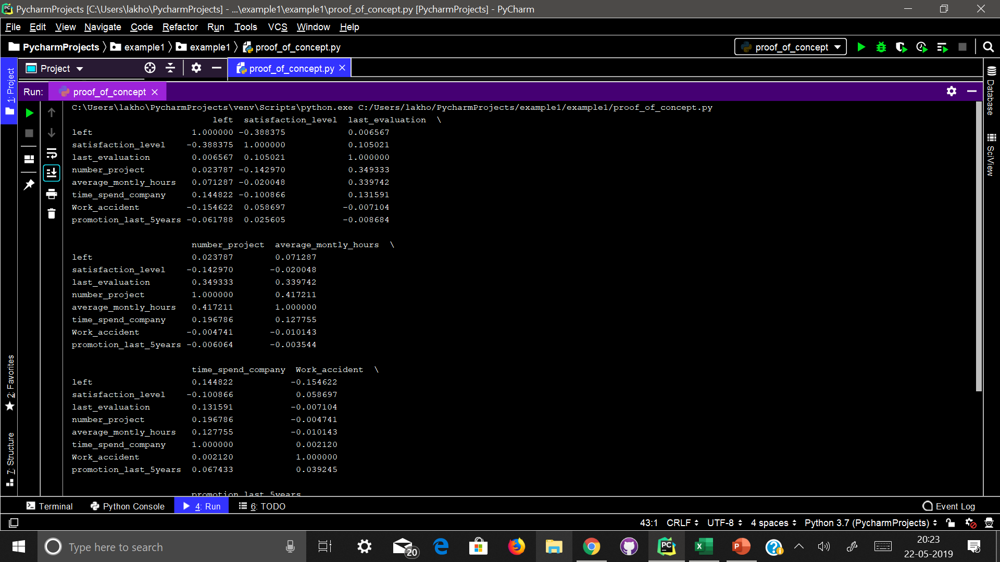 PycharmProjects [C:\Users\lakho\PycharmProjects] - ...\example1\example1\proof_of_concept.py [PycharmProjects] - PyCharm
File Edit View Navigate Code Refactor Run Tools VCS Window Help
PycharmProjects example1 example1 proof_of_concept.py proof_of_concept
Project proof_of_concept.py
1: Project
Run: proof_of_concept
Database
SciView
C:\Users\lakho\PycharmProjects\venv\Scripts\python.exe C:/Users/lakho/PycharmProjects/example1/example1/proof_of_concept.py
left satisfaction_level last_evaluation \
left 1.000000 -0.388375 0.006567
satisfaction_level -0.388375 1.000000 0.105021
last_evaluation 0.006567 0.105021 1.000000
number_project 0.023787 -0.142970 0.349333
average_montly_hours 0.071287 -0.020048 0.339742
time_spend_company 0.144822 -0.100866 0.131591
Work_accident -0.154622 0.058697 -0.007104
promotion_last_5years -0.061788 0.025605 -0.008684
number_project average_montly_hours \
left 0.023787 0.071287
satisfaction_level -0.142970 -0.020048
last_evaluation 0.349333 0.339742
number_project 1.000000 0.417211
average_montly_hours 0.417211 1.000000
time_spend_company 0.196786 0.127755
Work_accident -0.004741 -0.010143
promotion_last_5years -0.006064 -0.003544
time_spend_company Work_accident \
left 0.144822 -0.154622
satisfaction_level -0.100866 0.058697
last_evaluation 0.131591 -0.007104
number_project 0.196786 -0.004741
average_montly_hours 0.127755 -0.010143
time_spend_company 1.000000 0.002120
Work_accident 0.002120 1.000000
promotion_last_5years 0.067433 0.039245
promotion_last_5years
2: Favorites
7: Structure
Terminal Python Console 4: Run 6: TODO Event Log
43:1 CRLF UTF-8 4 spaces Python 3.7 (PycharmProjects)
Type here to search
20
20:23
22-05-2019